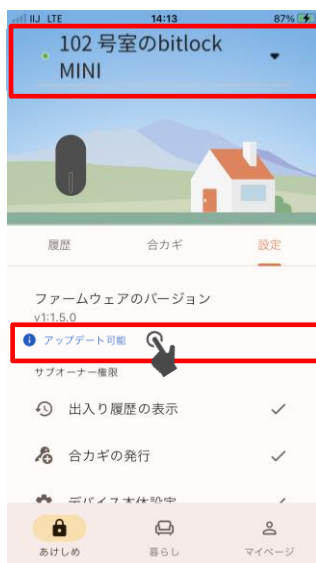 IIJ LTE 14:13 87%
102 号室のbitlock
MINI
履歴 合カギ 設定
ファームウェアのバージョン
v1:1.5.0
アップデート可能
サブオーナー権限
出入り履歴の表示
合カギの発行
デバイス本体設定
あけしめ 暮らし マイページ